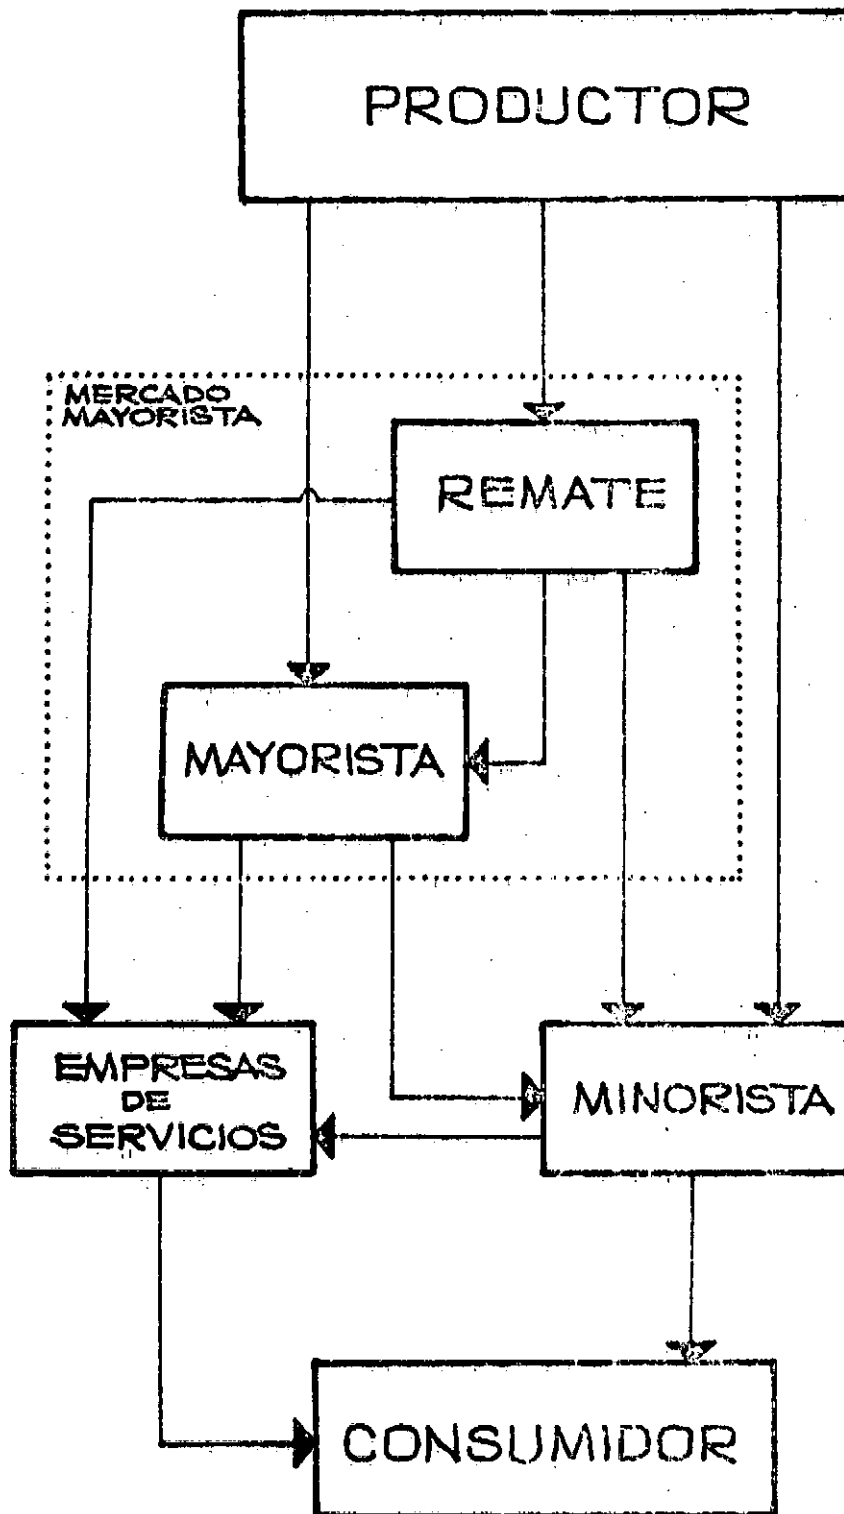 PRODUCTOR
MERCADO
MAYORISTA
REMATE
MAYORISTA
EMPRESAS
DE
SERVICIOS
MINORISTA
CONSUMIDOR